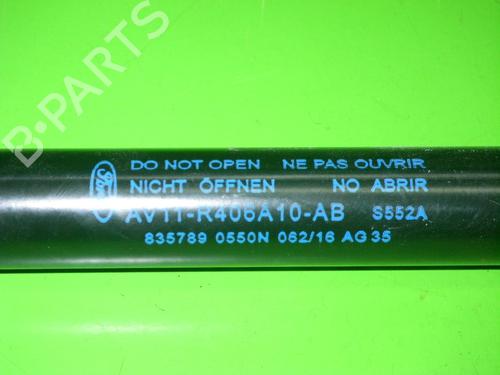 B-PARTS
Ford
DO NOT OPEN NE PAS OUVRIR
NICHT ÖFFNEN NO ABRIR
AV11-R406A10-AB S552A
835789 0550N 062/16 AG 35